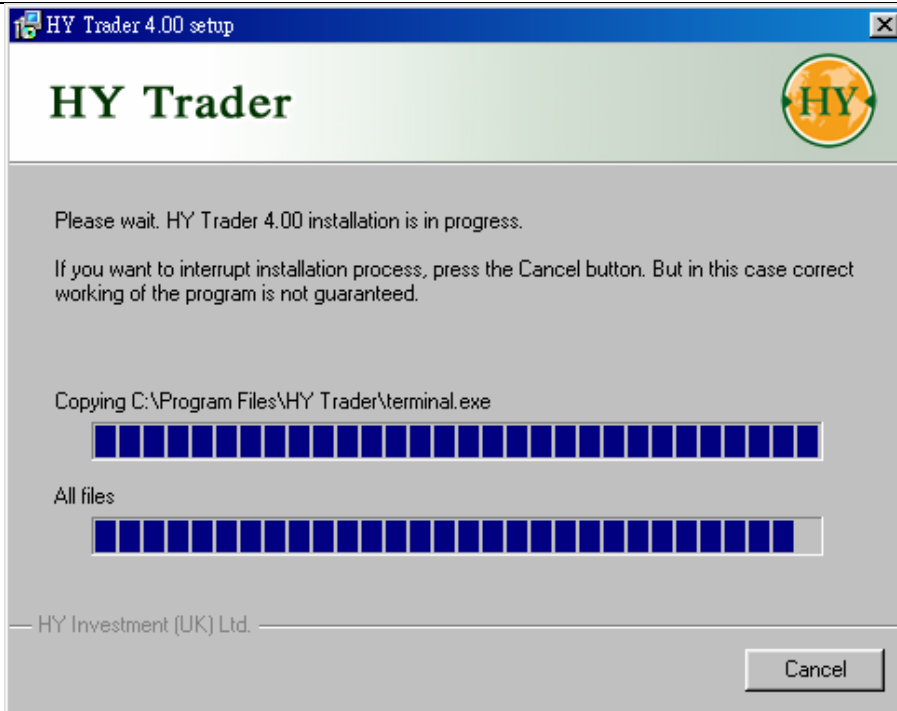 HY Trader 4.00 setup
HY Trader
HY
Please wait. HY Trader 4.00 installation is in progress.
If you want to interrupt installation process, press the Cancel button. But in this case correct
working of the program is not guaranteed.
Copying C:\Program Files\HY Trader\terminal.exe
All files
HY Investment (UK) Ltd.
Cancel